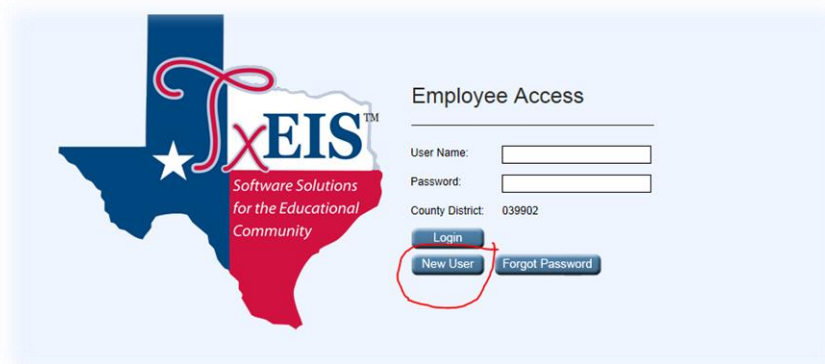 TxEIS™
Software Solutions
for the Educational
Community
Employee Access
User Name:
Password:
County District: 039902
Login
New User Forgot Password